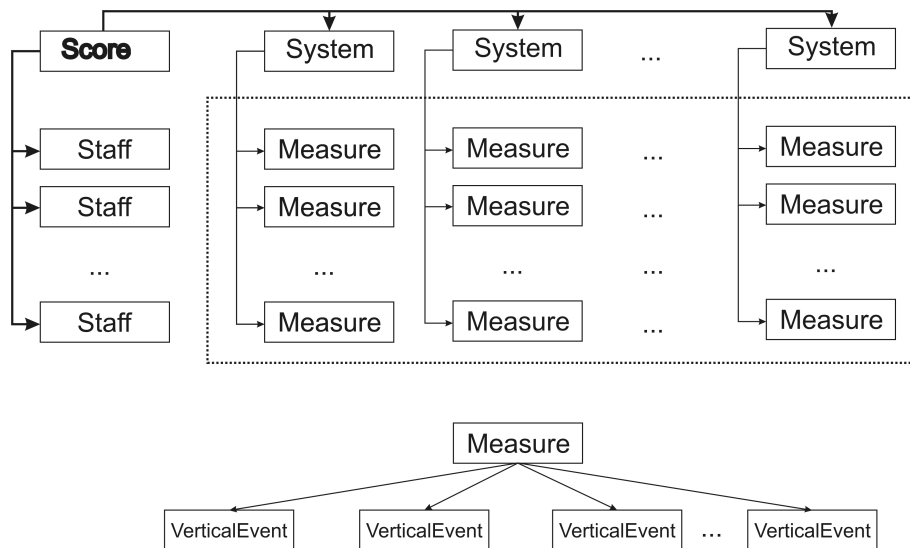 Score System System ... System
Staff Measure Measure ... Measure
Staff Measure Measure ... Measure
... ... ... ... ...
Staff Measure Measure ... Measure
Measure
VerticalEvent VerticalEvent VerticalEvent ... VerticalEvent